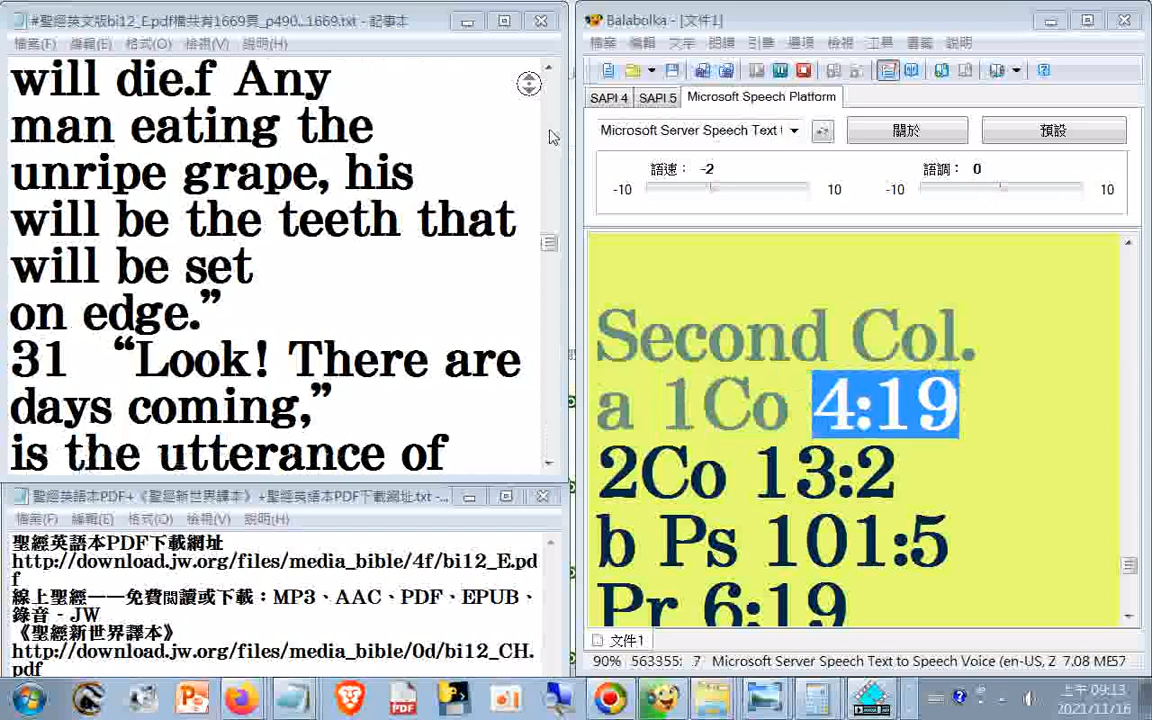 #聖經英文版bi12_E.pdf檔共有1669頁_p490...1669.txt - 記事本
檔案(F) 編輯(E) 格式(O) 檢視(V) 說明(H)
will die.f Any
man eating the
unripe grape, his
will be the teeth that
will be set
on edge.”
31 “Look! There are
days coming,”
is the utterance of
聖經英語本PDF+《聖經新世界譯本》+聖經英語本PDF下載網址.txt -...
檔案(F) 編輯(E) 格式(O) 檢視(V) 說明(H)
聖經英語本PDF下載網址
http://download.jw.org/files/media_bible/4f/bi12_E.pd
f
線上聖經——免費閱讀或下載：MP3、AAC、PDF、EPUB、
錄音 - JW
《聖經新世界譯本》
http://download.jw.org/files/media_bible/0d/bi12_CH.
pdf
Balabolka - [文件1]
檔案 編輯 文字 朗讀 引擎 選項 檢視 工具 書籤 說明
SAPI 4 SAPI 5 Microsoft Speech Platform
Microsoft Server Speech Text 關於 預設
語速： -2 語調： 0
-10 10 -10 10
Second Col.
a 1Co 4:19
2Co 13:2
b Ps 101:5
Pr 6:19
文件1
90% 563355: 7 Microsoft Server Speech Text to Speech Voice (en-US, Z 7.08 ME57
上午 09:13
2021/11/16